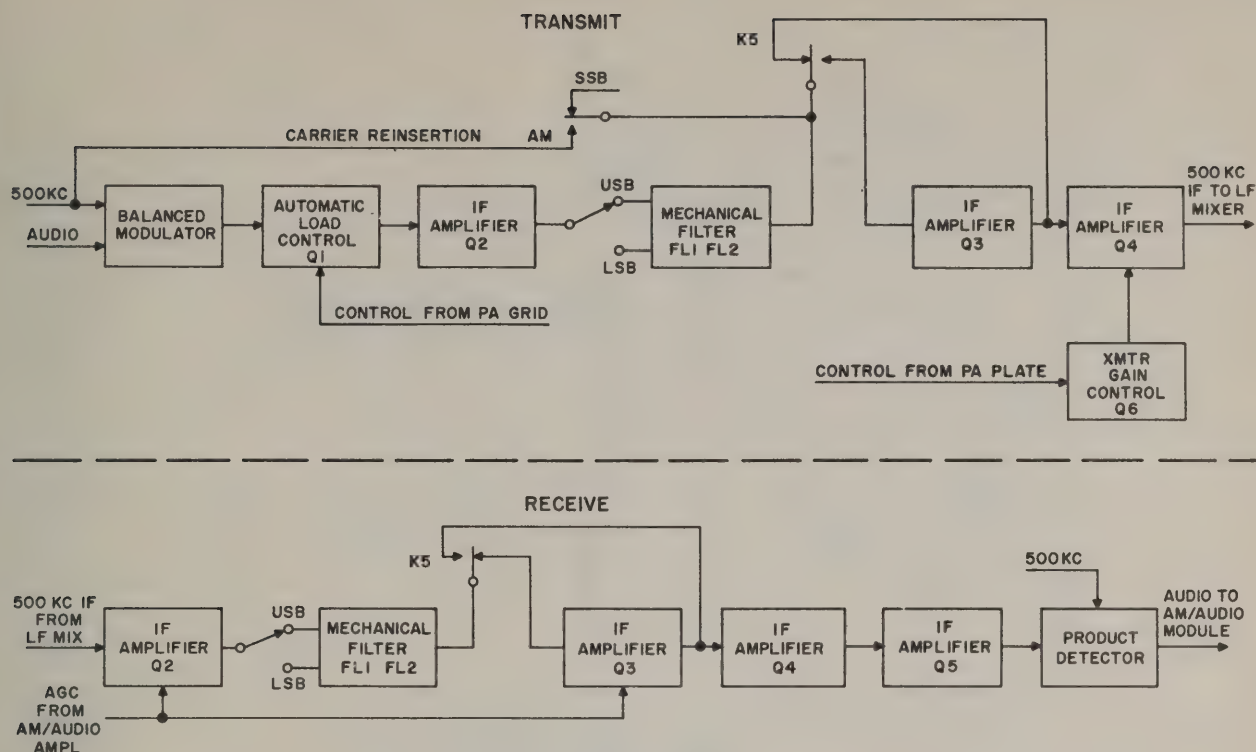 TRANSMIT
K5
SSB
CARRIER REINSERTION AM
500KC
AUDIO
BALANCED
MODULATOR
AUTOMATIC
LOAD
CONTROL
Q1
IF
AMPLIFIER
Q2
USB
LSB
MECHANICAL
FILTER
FL1 FL2
IF
AMPLIFIER
Q3
IF
AMPLIFIER
Q4
500 KC
IF TO LF
MIXER
CONTROL FROM PA GRID
CONTROL FROM PA PLATE
XMTR
GAIN
CONTROL
Q6
RECEIVE
K5
500 KC IF
FROM
LF MIX
IF
AMPLIFIER
Q2
USB
LSB
MECHANICAL
FILTER
FL1 FL2
IF
AMPLIFIER
Q3
IF
AMPLIFIER
Q4
IF
AMPLIFIER
Q5
500KC
PRODUCT
DETECTOR
AUDIO TO
AM/AUDIO
MODULE
AGC
FROM
AM/AUDIO
AMPL